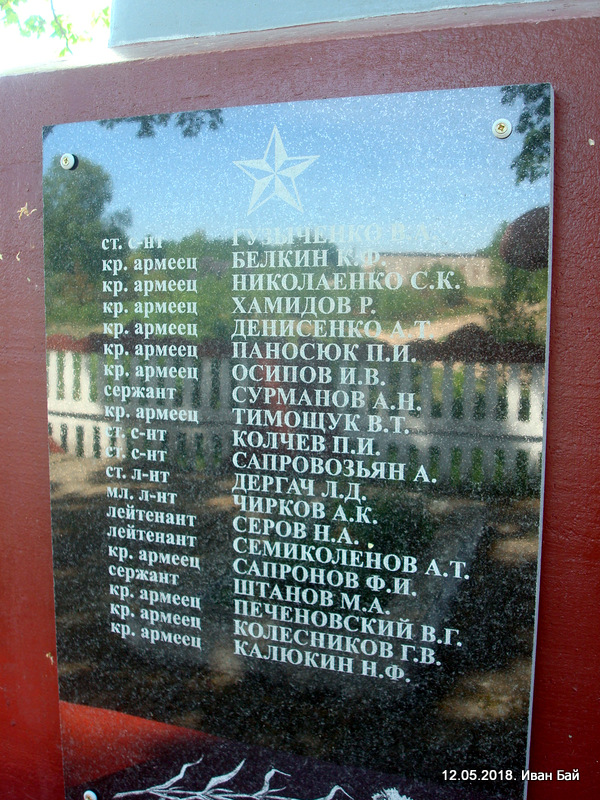 ст. с-нт ГУЗЫЧЕНКО
кр. армеец БЕЛКИН К.Ф.
кр. армеец НИКОЛАЕНКО С.К.
кр. армеец ХАМИДОВ Р.
кр. армеец ДЕНИСЕНКО А.Т.
кр. армеец ПАНОСЮК П.И.
кр. армеец ОСИПОВ И.В.
сержант СУРМАНОВ А.Н.
кр. армеец ТИМОЩУК В.Т.
ст. с-нт КОЛЧЕВ П.И.
ст. с-нт САПРОВОЗЬЯН А.
ст. л-нт ДЕРГАЧ Л.Д.
мл. л-нт ЧИРКОВ А.К.
лейтенант СЕРОВ Н.А.
лейтенант СЕМИКОЛЕНОВ А.Т.
кр. армеец САПРОНОВ Ф.И.
сержант ШТАНОВ М.А.
кр. армеец ПЕЧЕНОВСКИЙ В.Г.
кр. армеец КОЛЕСНИКОВ Г.В.
кр. армеец КАЛЮКИН Н.Ф.
12.05.2018. Иван Бай